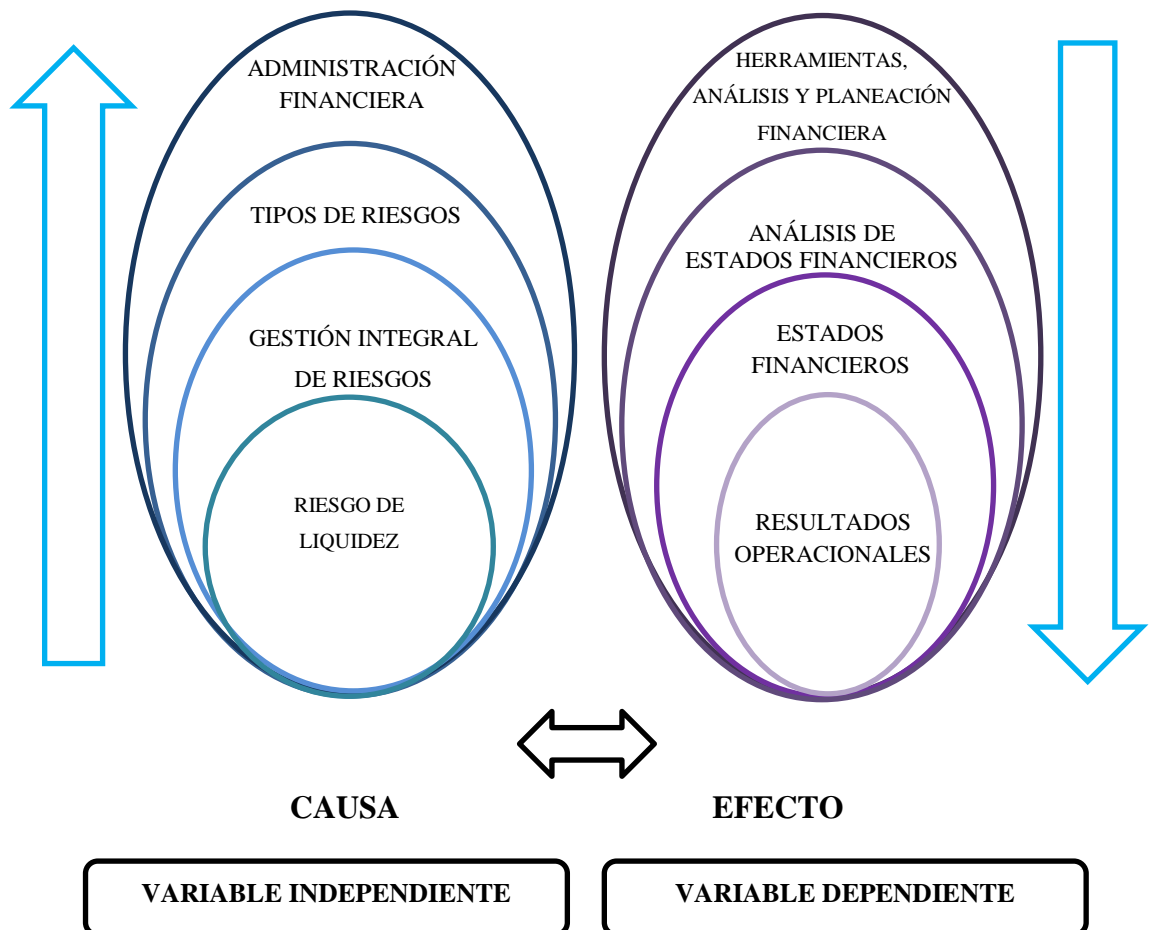 ADMINISTRACIÓN
FINANCIERA
TIPOS DE RIESGOS
GESTIÓN INTEGRAL
DE RIESGOS
RIESGO DE
LIQUIDEZ
HERRAMIENTAS,
ANÁLISIS Y PLANEACIÓN
FINANCIERA
ANÁLISIS DE
ESTADOS FINANCIEROS
ESTADOS
FINANCIEROS
RESULTADOS
OPERACIONALES
CAUSA
EFECTO
VARIABLE INDEPENDIENTE
VARIABLE DEPENDIENTE